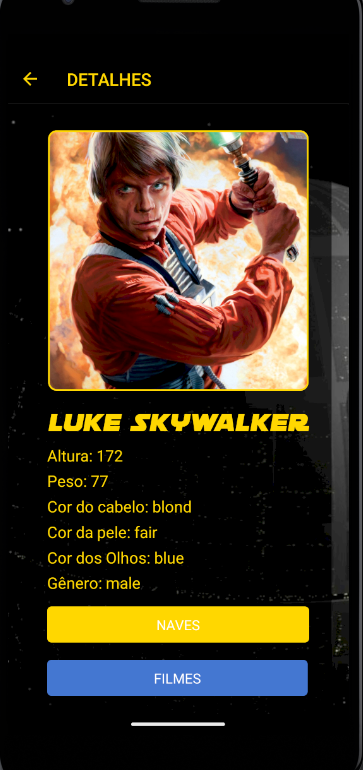 DETALHES
LUKE SKYWALKER
Altura: 172
Peso: 77
Cor do cabelo: blond
Cor da pele: fair
Cor dos Olhos: blue
Gênero: male
NAVES
FILMES